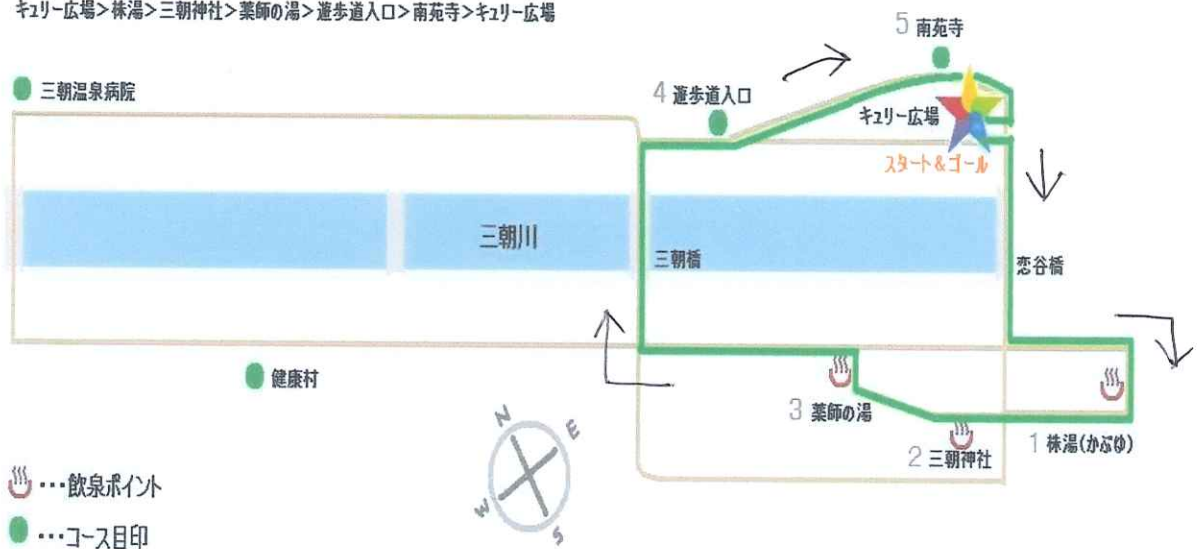 キュリー広場>株湯>三朝神社>薬師の湯>遊歩道入口>南苑寺>キュリー広場
5 南苑寺
三朝温泉病院
4 遊歩道入口
キュリー広場
スタート&ゴール
三朝川
三朝橋
恋谷橋
健康村
3 薬師の湯
1 株湯(かぶゆ)
2 三朝神社
N
E
W
S
…飲泉ポイント
…コース目印